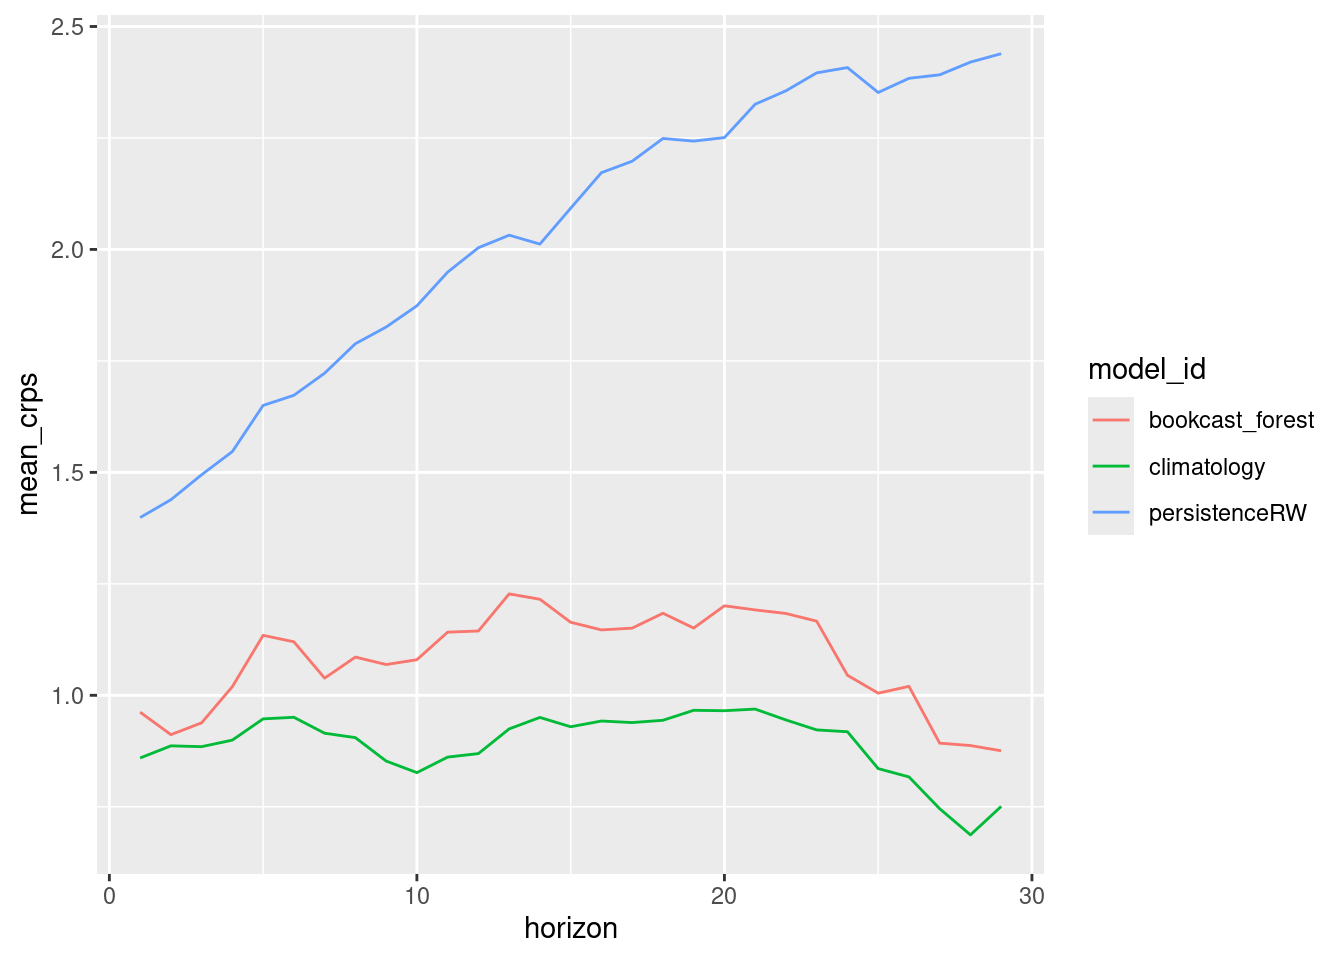 2.5
2.0
1.5
1.0
mean_crps
0 10 20 30
horizon
model_id
bookcast_forest
climatology
persistenceRW